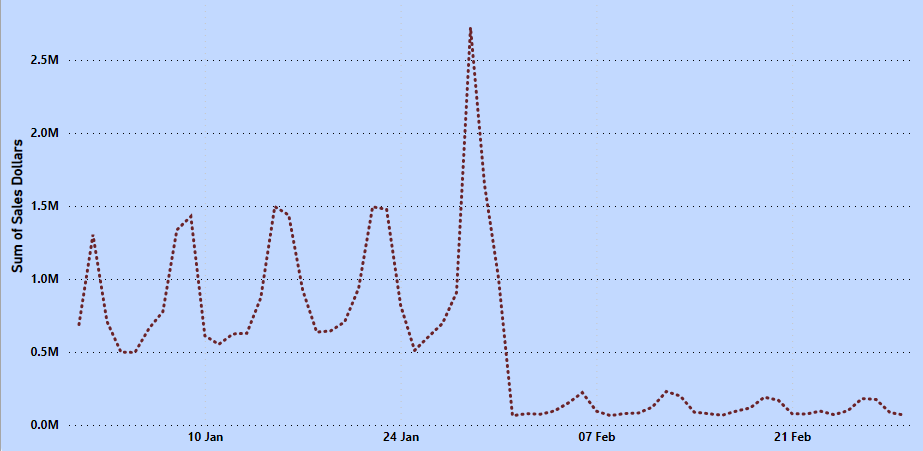 Sum of Sales Dollars
2.5M
2.0M
1.5M
1.0M
0.5M
0.0M
10 Jan
24 Jan
07 Feb
21 Feb